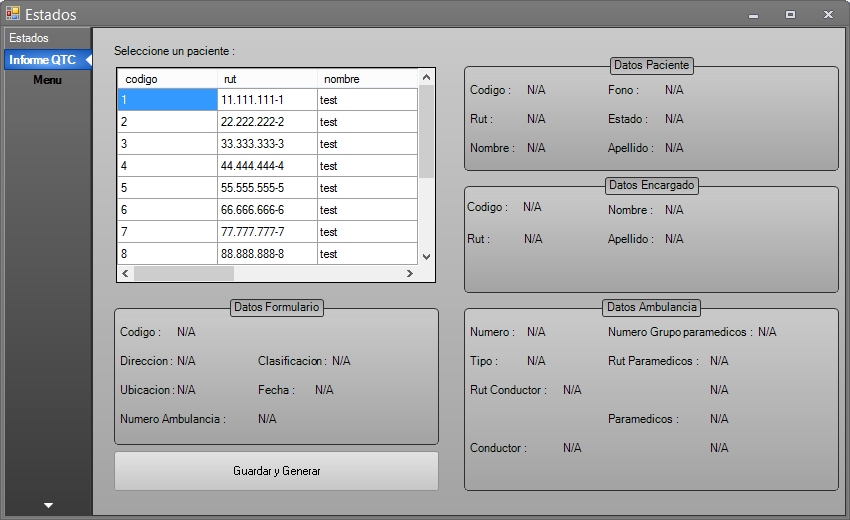 Estados
Estados
Informe QTC
Menu
Seleccione un paciente :
codigo rut nombre
1 11.111.111-1 test
2 22.222.222-2 test
3 33.333.333-3 test
4 44.444.444-4 test
5 55.555.555-5 test
6 66.666.666-6 test
7 77.777.777-7 test
8 88.888.888-8 test
Datos Formulario
Codigo : N/A
Direccion : N/A Clasificacion : N/A
Ubicacion : N/A Fecha : N/A
Numero Ambulancia : N/A
Guardar y Generar
Datos Paciente
Codigo : N/A Fono : N/A
Rut : N/A Estado : N/A
Nombre : N/A Apellido : N/A
Datos Encargado
Codigo : N/A Nombre : N/A
Rut : N/A Apellido : N/A
Datos Ambulancia
Numero : N/A Numero Grupo paramedicos : N/A
Tipo : N/A Rut Paramedicos : N/A
Rut Conductor : N/A N/A
Paramedicos : N/A
Conductor : N/A N/A